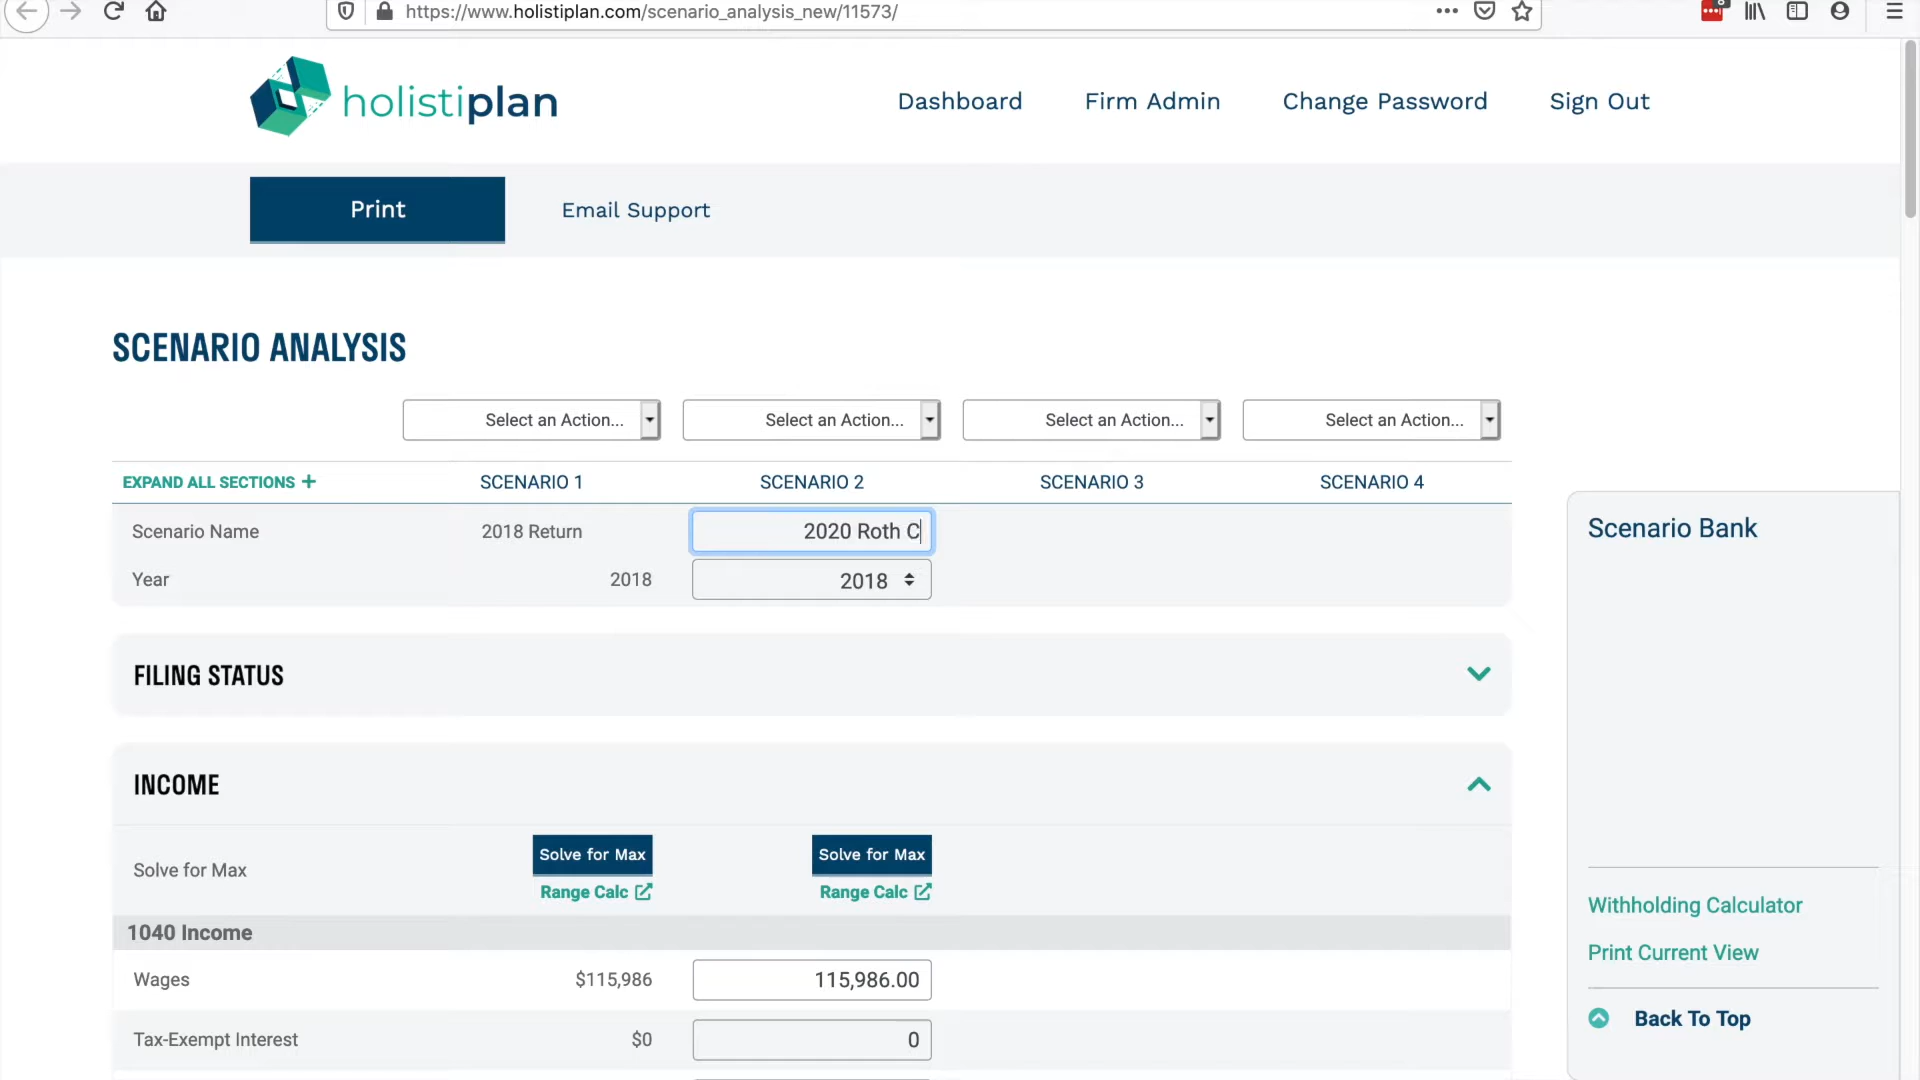 https://www.holistiplan.com/scenario_analysis_new/11573/
holistiplan
Dashboard
Firm Admin
Change Password
Sign Out
Print
Email Support
SCENARIO ANALYSIS
Select an Action...
Select an Action...
Select an Action...
Select an Action...
EXPAND ALL SECTIONS +
SCENARIO 1
SCENARIO 2
SCENARIO 3
SCENARIO 4
Scenario Name
2018 Return
2020 Roth C
Year
2018
2018
FILING STATUS
INCOME
Solve for Max
Solve for Max
Solve for Max
Range Calc
Range Calc
1040 Income
Wages
$115,986
115,986.00
Tax-Exempt Interest
$0
0
Scenario Bank
Withholding Calculator
Print Current View
Back To Top